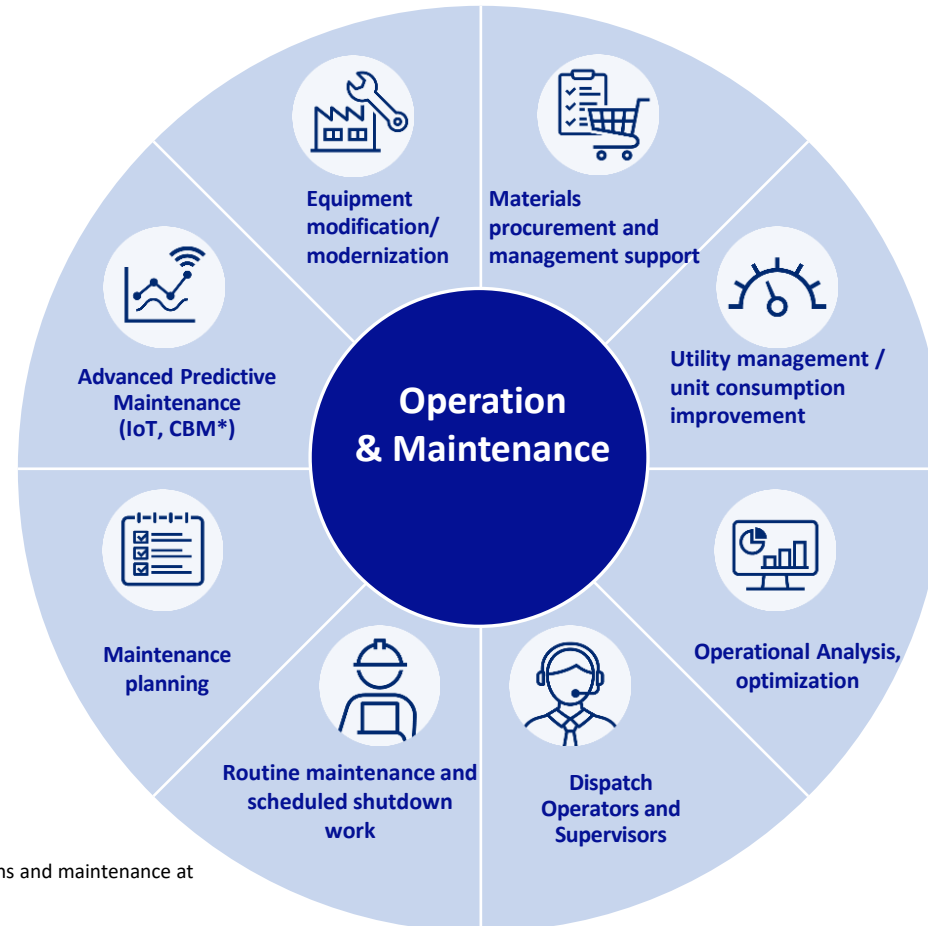 Equipment
modification/
modernization
Materials
procurement and
management support
Advanced Predictive
Maintenance
(IoT, CBM*)
Utility management /
unit consumption
improvement
Operation
& Maintenance
Maintenance
planning
Operational Analysis,
optimization
Routine maintenance and
scheduled shutdown
work
Dispatch
Operators and
Supervisors
and maintenance at